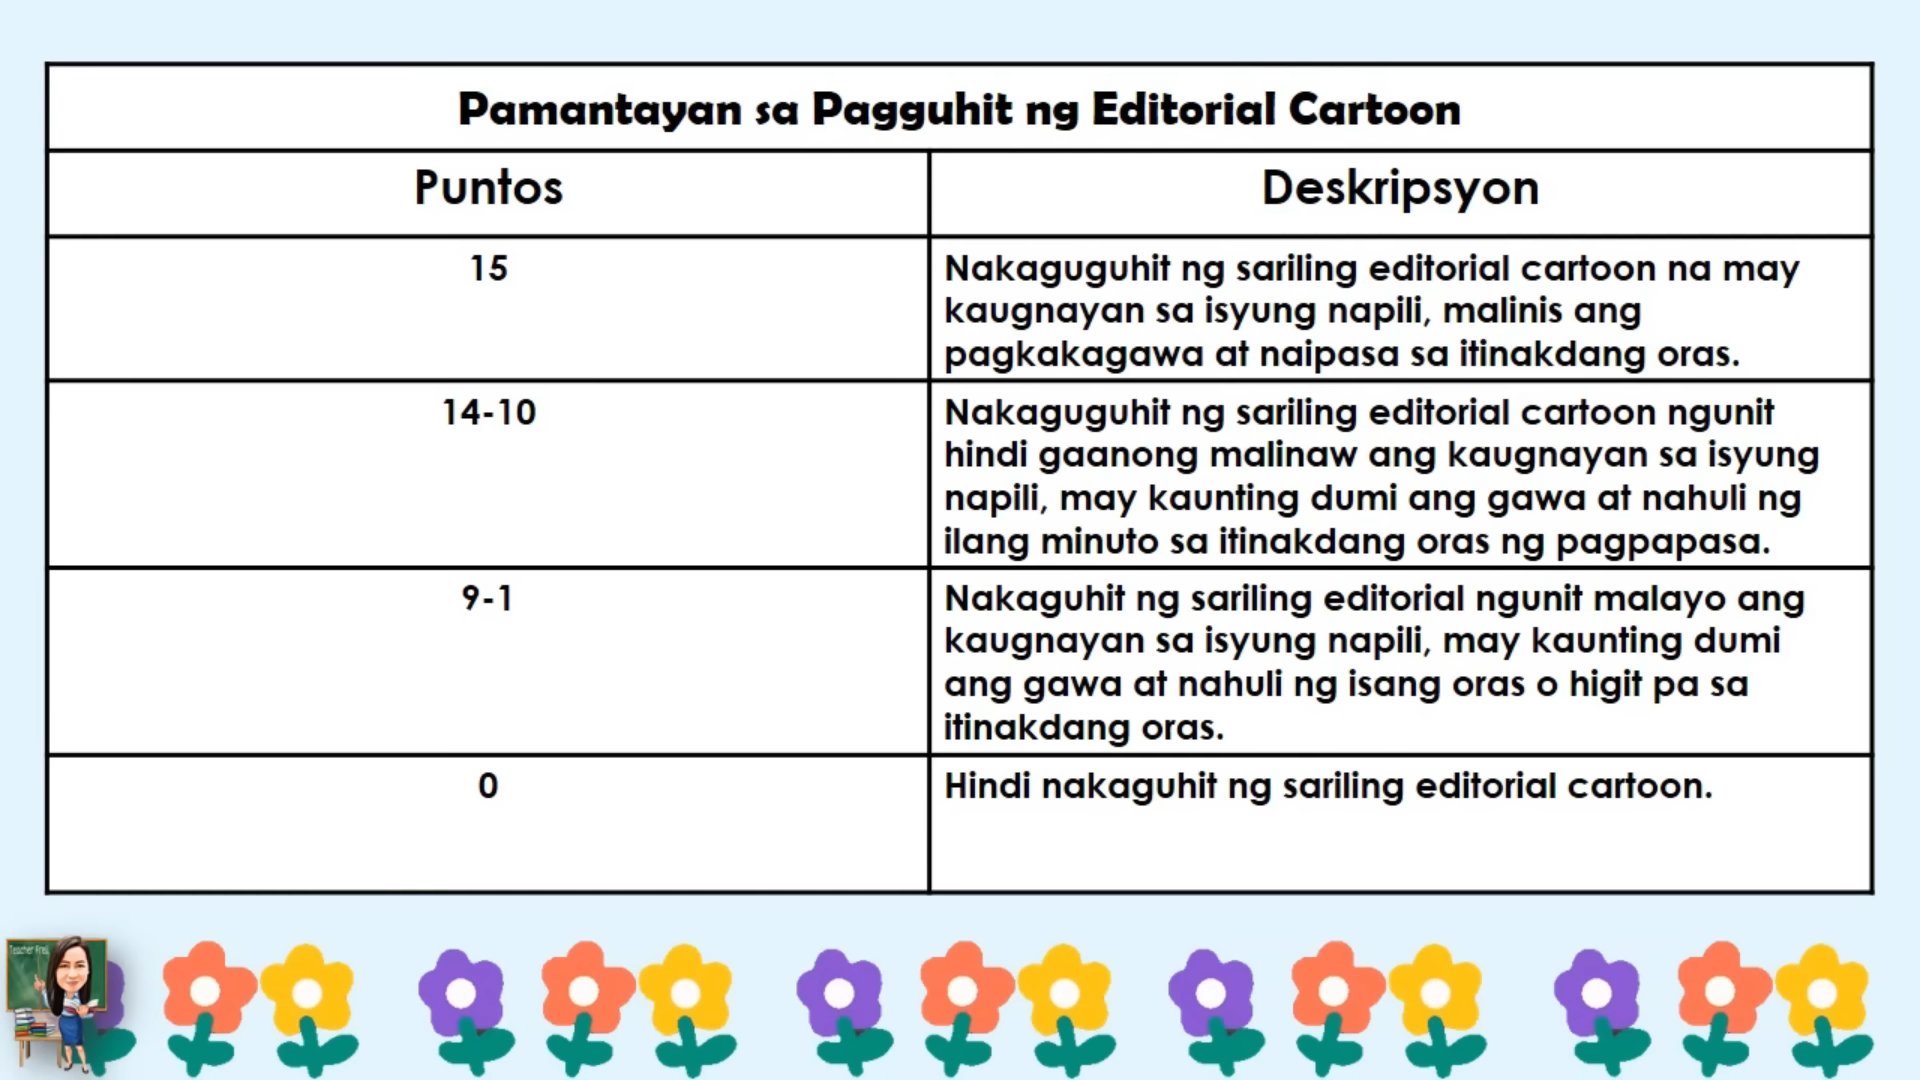 Pamantayan sa Pagguhit ng Editorial Cartoon
Puntos
Deskripsyon
15
Nakaguguhit ng sariling editorial cartoon na may
kaugnayan sa isyung napili, malinis ang
pagkakagawa at naipasa sa itinakdang oras.
14-10
Nakaguguhit ng sariling editorial cartoon ngunit
hindi gaanong malinaw ang kaugnayan sa isyung
napili, may kaunting dumi ang gawa at nahuli ng
ilang minuto sa itinakdang oras ng pagpapasa.
9-1
Nakaguhit ng sariling editorial ngunit malayo ang
kaugnayan sa isyung napili, may kaunting dumi
ang gawa at nahuli ng isang oras o higit pa sa
itinakdang oras.
0
Hindi nakaguhit ng sariling editorial cartoon.
Teacher